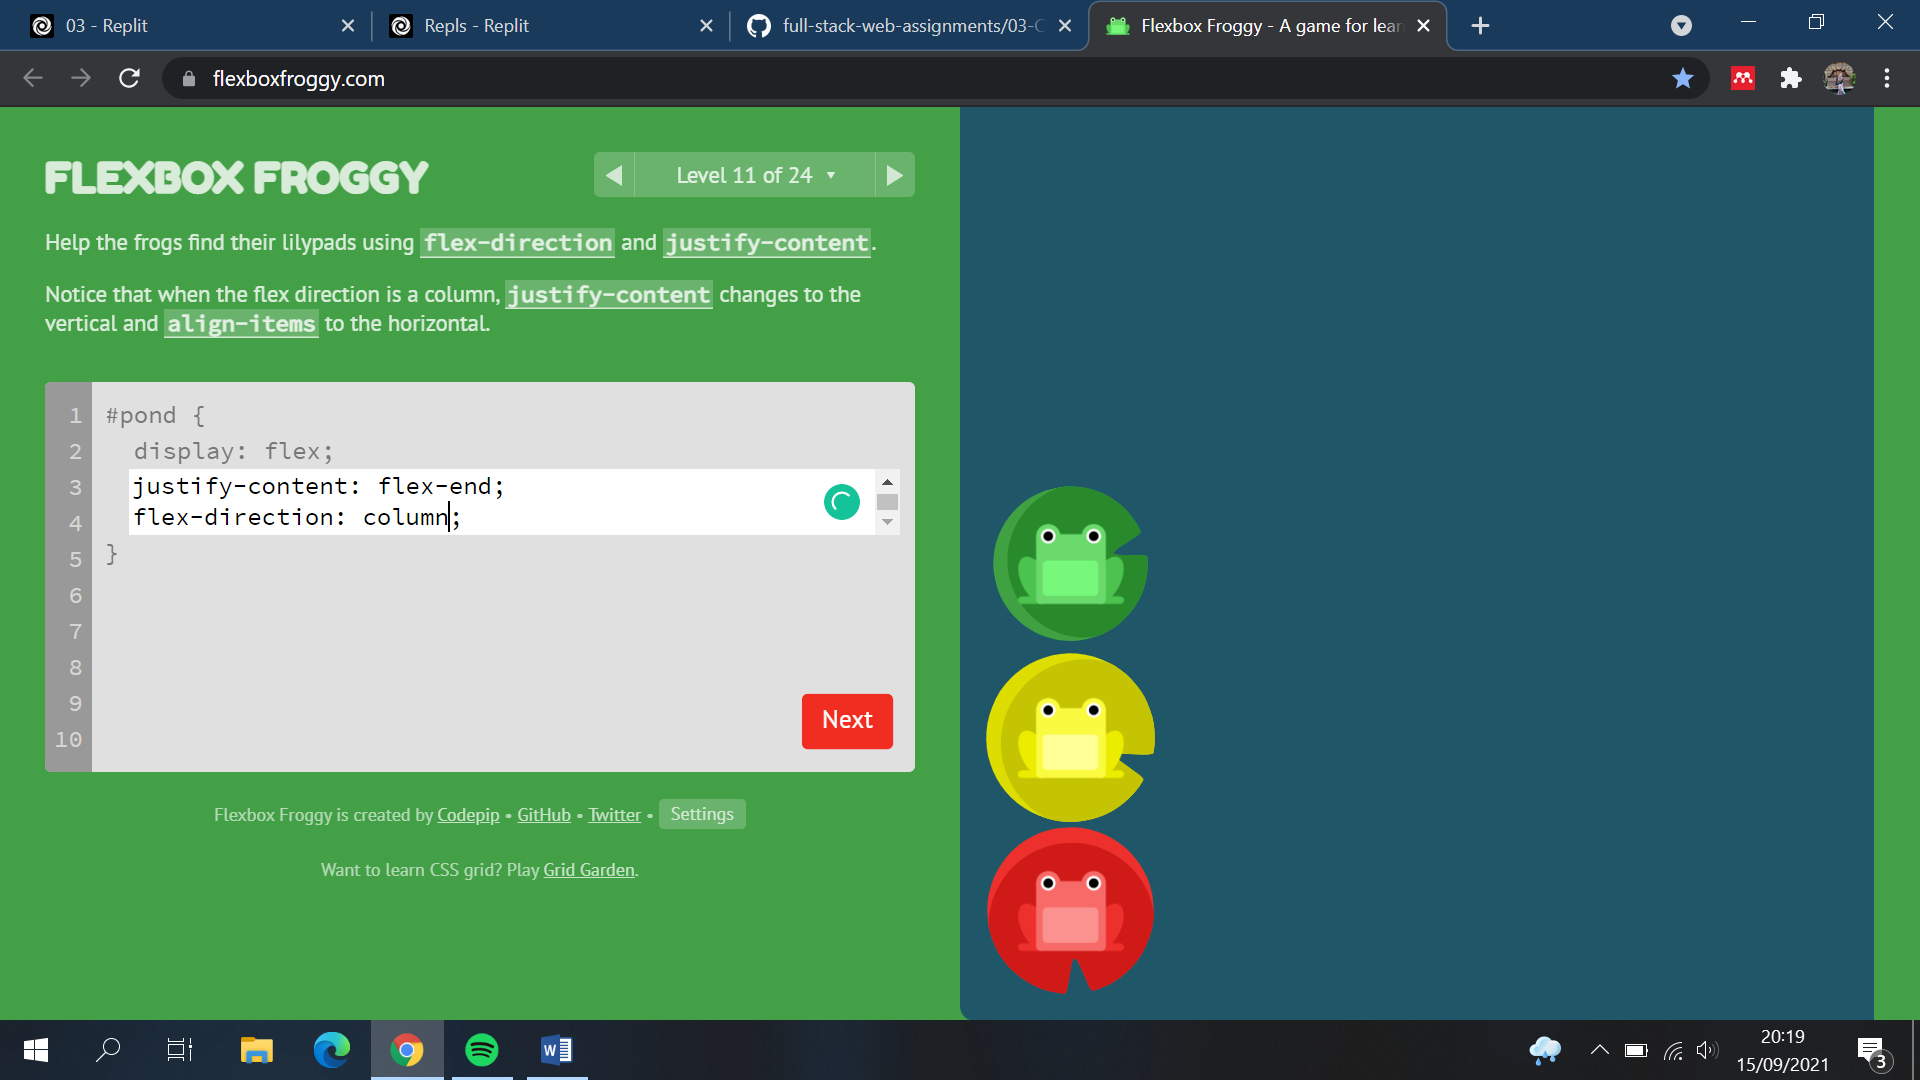 03 - Replit
Repls - Replit
full-stack-web-assignments/03-C
Flexbox Froggy - A game for lear
flexboxfroggy.com
FLEXBOX FROGGY
Level 11 of 24
Help the frogs find their lilypads using flex-direction and justify-content.
Notice that when the flex direction is a column, justify-content changes to the
vertical and align-items to the horizontal.
1 #pond {
2 display: flex;
3 justify-content: flex-end;
4 flex-direction: column;
5 }
6
7
8
9
10
Next
Flexbox Froggy is created by Codepip • GitHub • Twitter • Settings
Want to learn CSS grid? Play Grid Garden.
W
20:19
15/09/2021
3